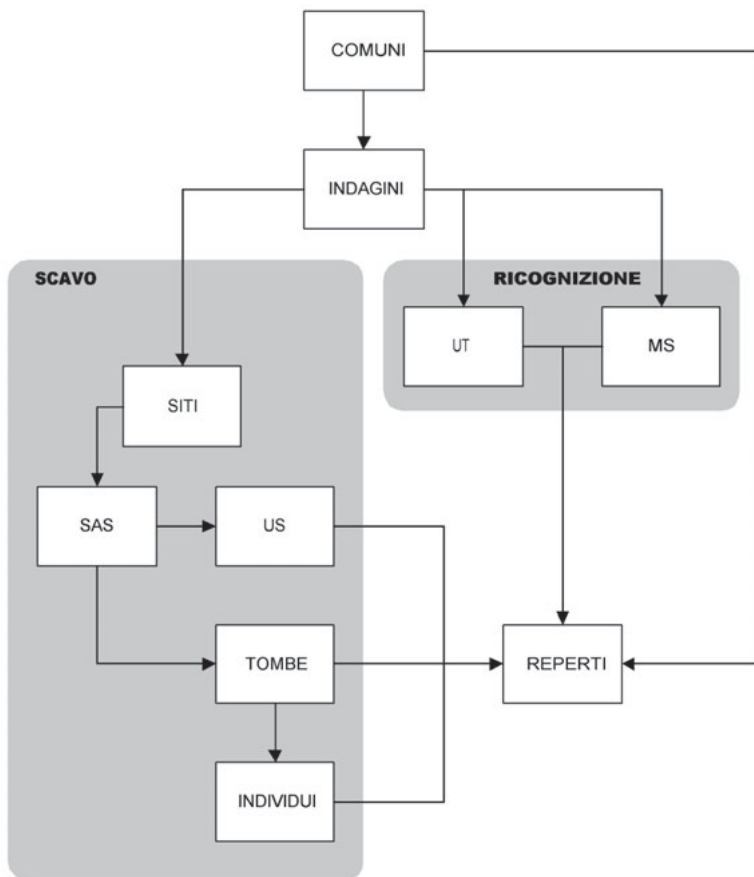 COMUNI
INDAGINI
SCAVO
RICOGNIZIONE
UT
MS
SITI
SAS
US
TOMBE
REPERTI
INDIVIDUI